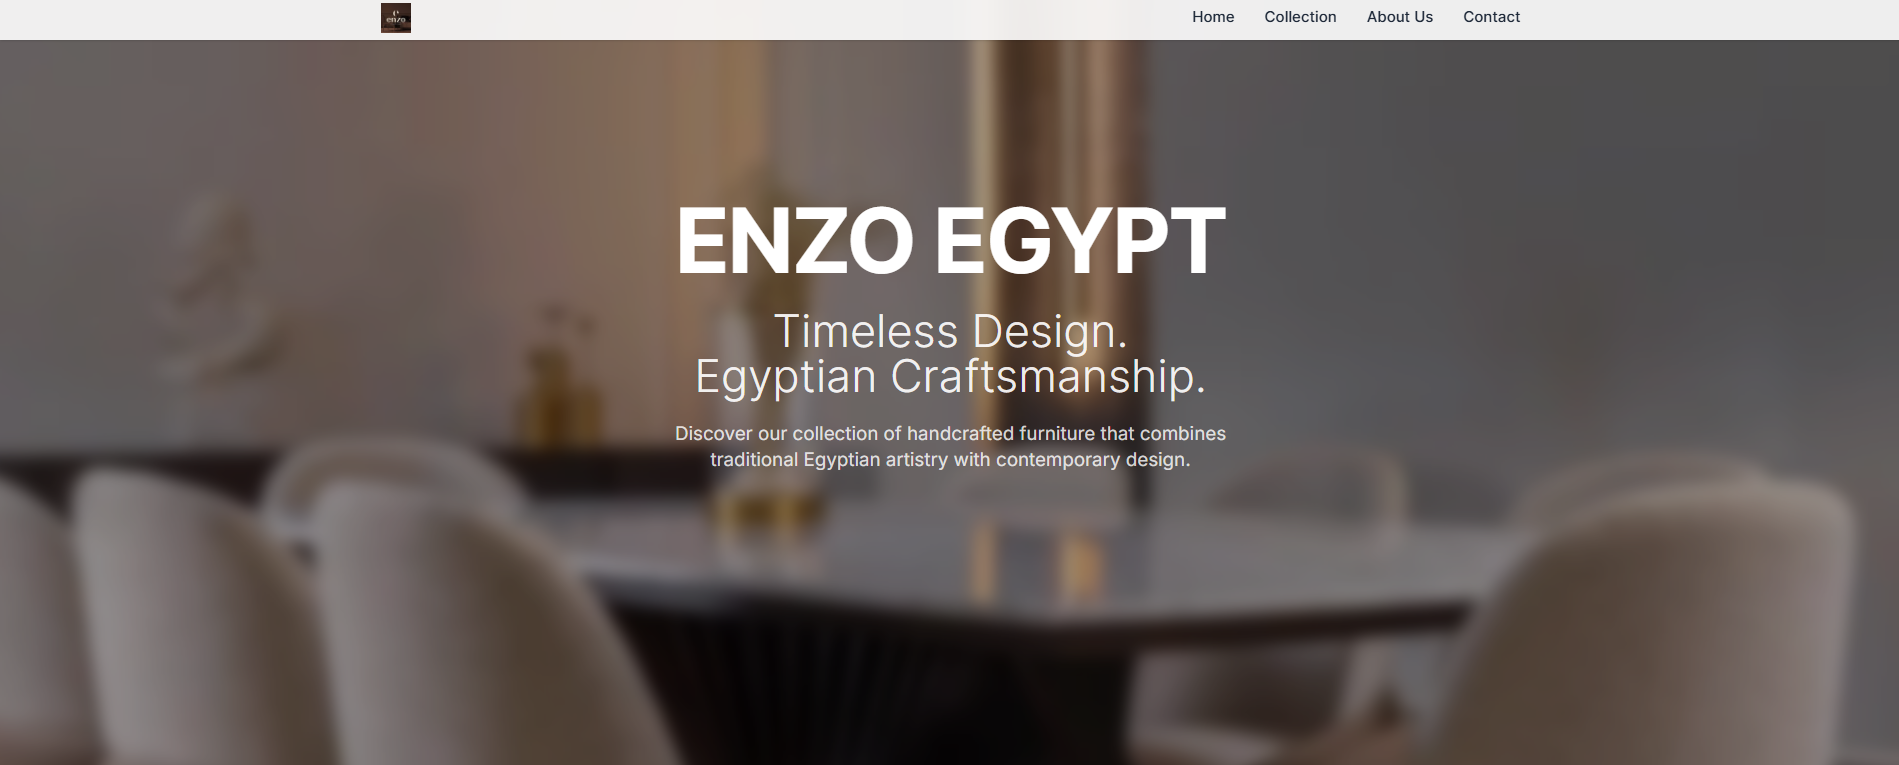 enzo
Home Collection About Us Contact
ENZO EGYPT
Timeless Design.
Egyptian Craftsmanship.
Discover our collection of handcrafted furniture that combines
traditional Egyptian artistry with contemporary design.